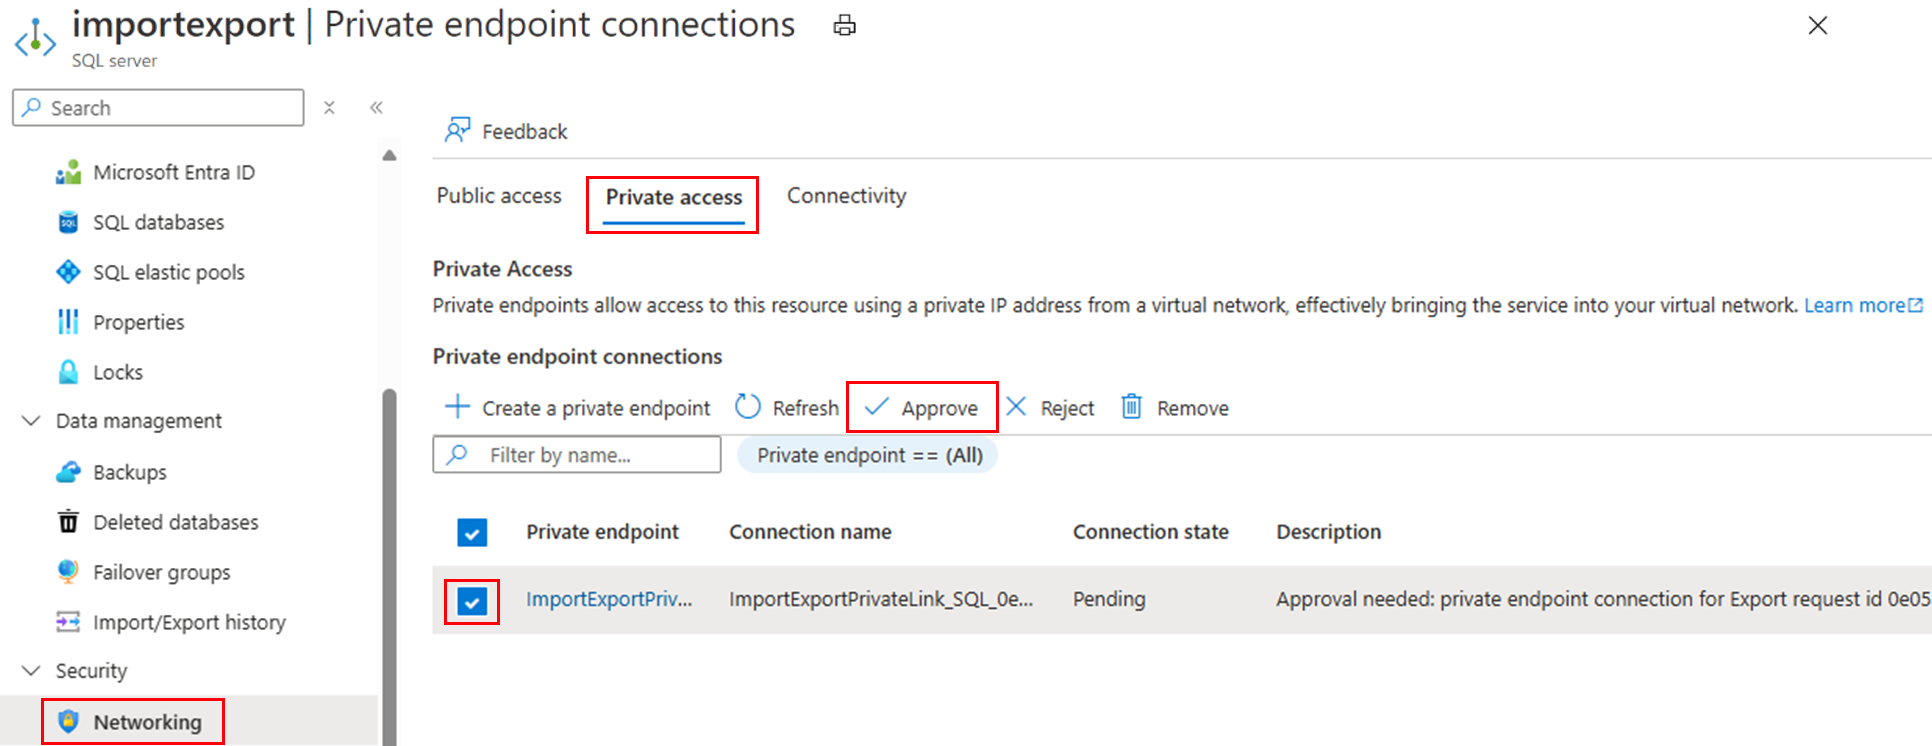 importexport | Private endpoint connections
SQL server
Search
Microsoft Entra ID
SQL databases
SQL elastic pools
Properties
Locks
Data management
Backups
Deleted databases
Failover groups
Import/Export history
Security
Networking
Feedback
Public access Private access Connectivity
Private Access
Private endpoints allow access to this resource using a private IP address from a virtual network, effectively bringing the service into your virtual network. Learn more
Private endpoint connections
Create a private endpoint Refresh Approve Reject Remove
Filter by name... Private endpoint == (All)
Private endpoint Connection name Connection state Description
ImportExportPriv... ImportExportPrivateLink_SQL_0e... Pending Approval needed: private endpoint connection for Export request id 0e05